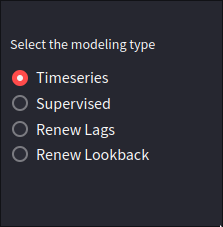 Select the modeling type
Timeseries
Supervised
Renew Lags
Renew Lookback